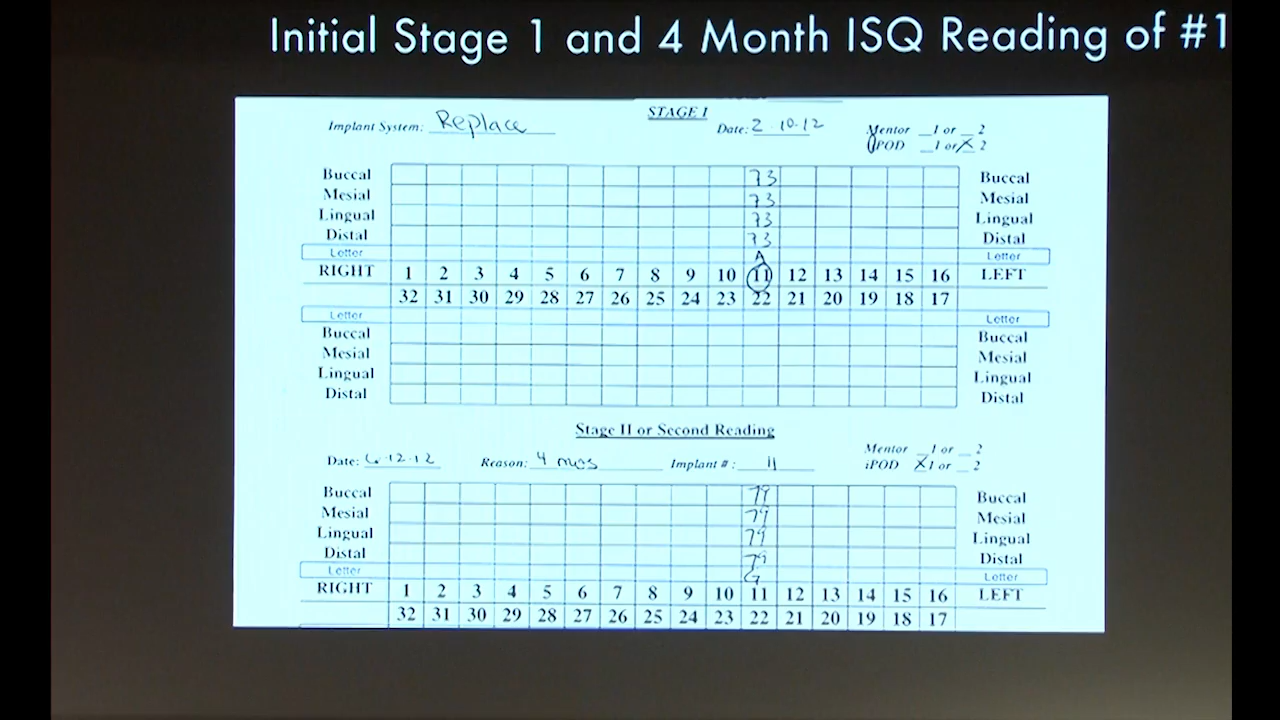 Initial Stage 1 and 4 Month ISQ Reading of #1
STAGE I
Implant System: Replace Date: 2.10.12 Mentor _1 or _ 2
iPOD _1 or X 2
Buccal 73 Buccal
Mesial 73 Mesial
Lingual 73 Lingual
Distal 73 Distal
Letter A Letter
RIGHT 1 2 3 4 5 6 7 8 9 10 11 12 13 14 15 16 LEFT
32 31 30 29 28 27 26 25 24 23 22 21 20 19 18 17
Letter Letter
Buccal Buccal
Mesial Mesial
Lingual Lingual
Distal Distal
Stage II or Second Reading
Date: 6.12.12 Reason: 4 mos Implant #: 11 Mentor _1 or _ 2
iPOD X1 or _ 2
Buccal 79 Buccal
Mesial 79 Mesial
Lingual 79 Lingual
Distal 79 Distal
Letter G Letter
RIGHT 1 2 3 4 5 6 7 8 9 10 11 12 13 14 15 16 LEFT
32 31 30 29 28 27 26 25 24 23 22 21 20 19 18 17